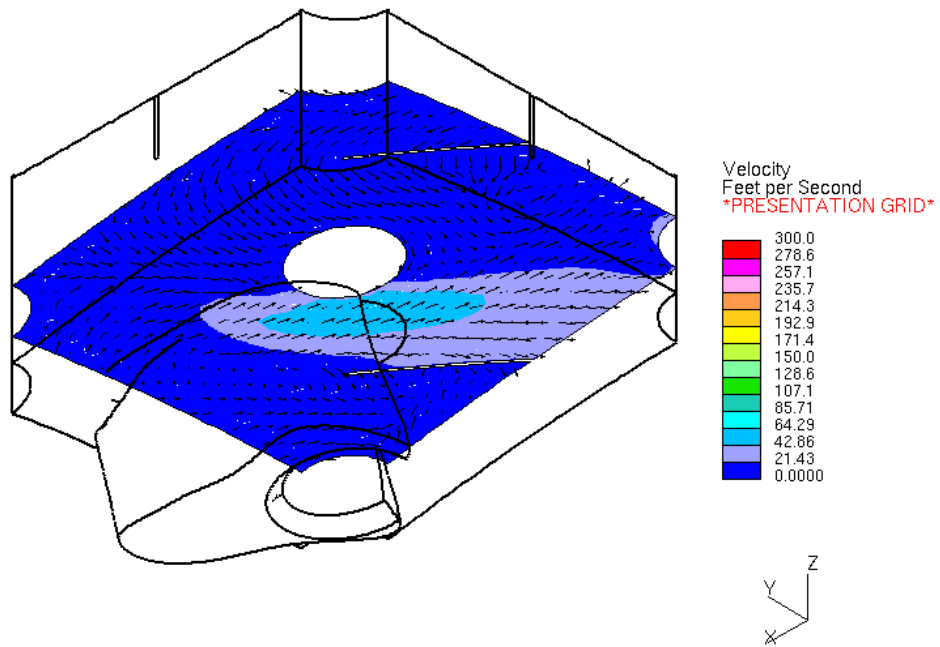 Velocity
Feet per Second
*PRESENTATION GRID*
300.0
278.6
257.1
235.7
214.3
192.9
171.4
150.0
128.6
107.1
85.71
64.29
42.86
21.43
0.0000
Z
Y
X